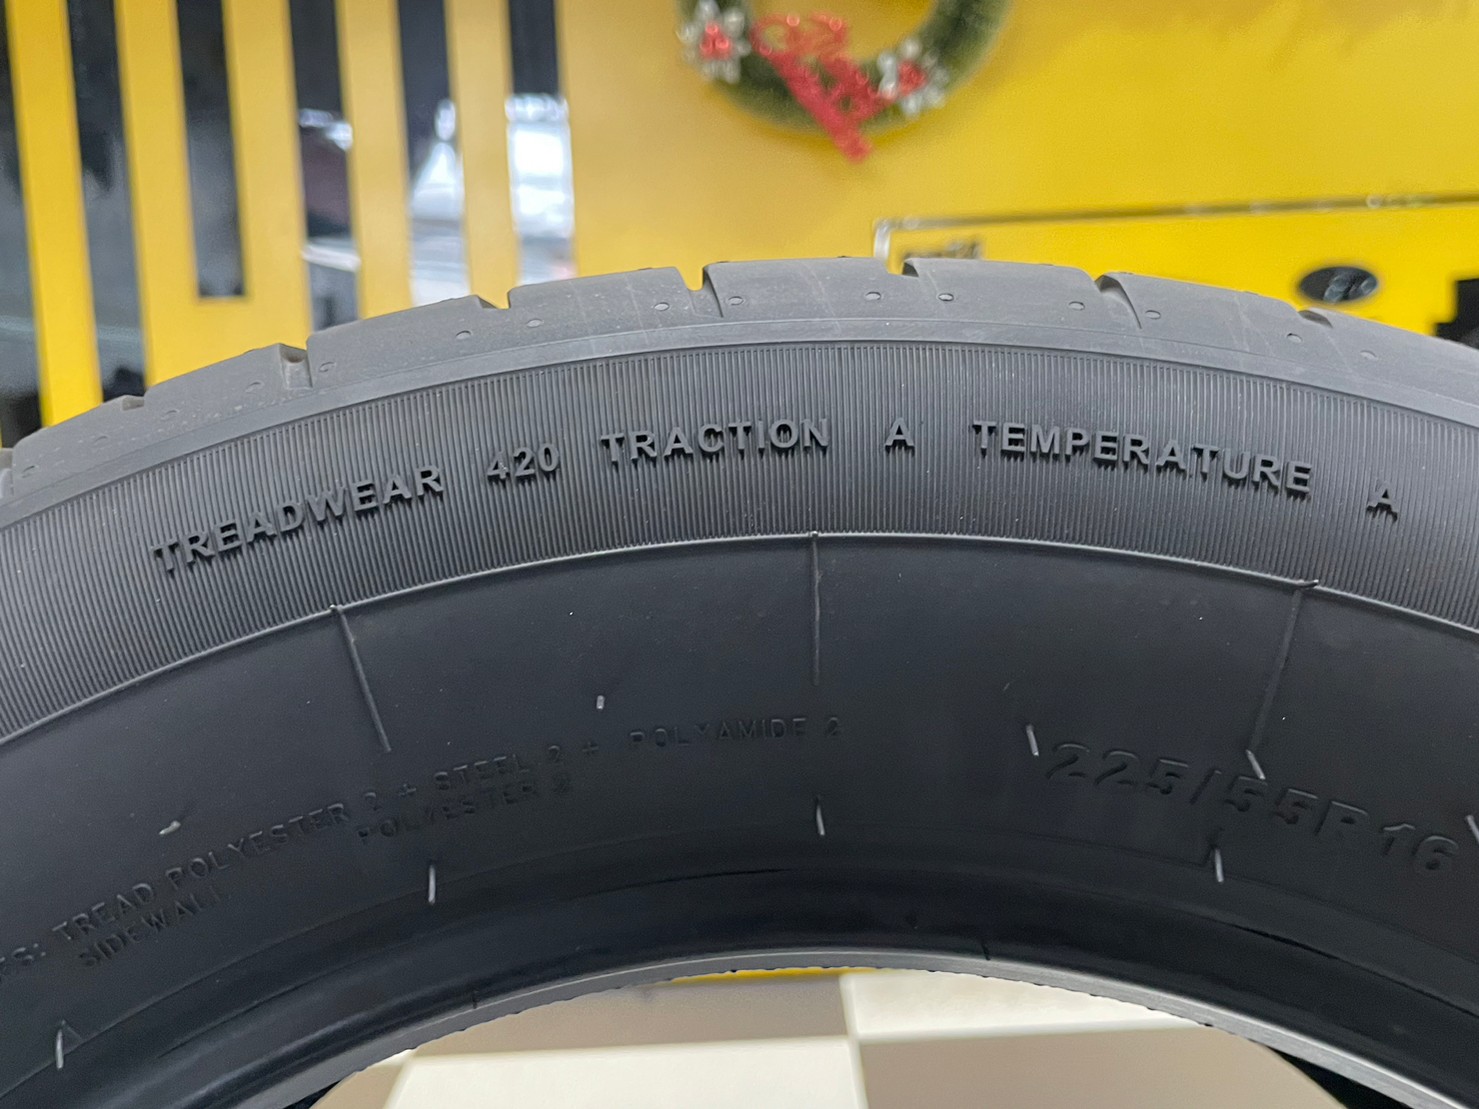 TREADWEAR 420 TRACTION A TEMPERATURE A
TREAD POLYESTER 2 + STEEL 2 + POLYAMIDE 2
SIDEWALL POLYESTER 2
225/55R16